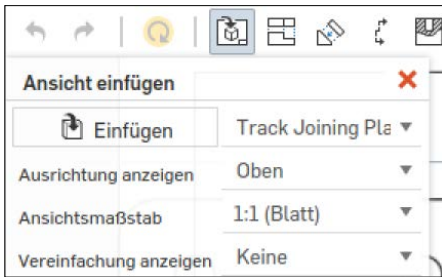 Ansicht einfügen
Einfügen Track Joining Pla
Ausrichtung anzeigen Oben
Ansichtsmaßstab 1:1 (Blatt)
Vereinfachung anzeigen Keine